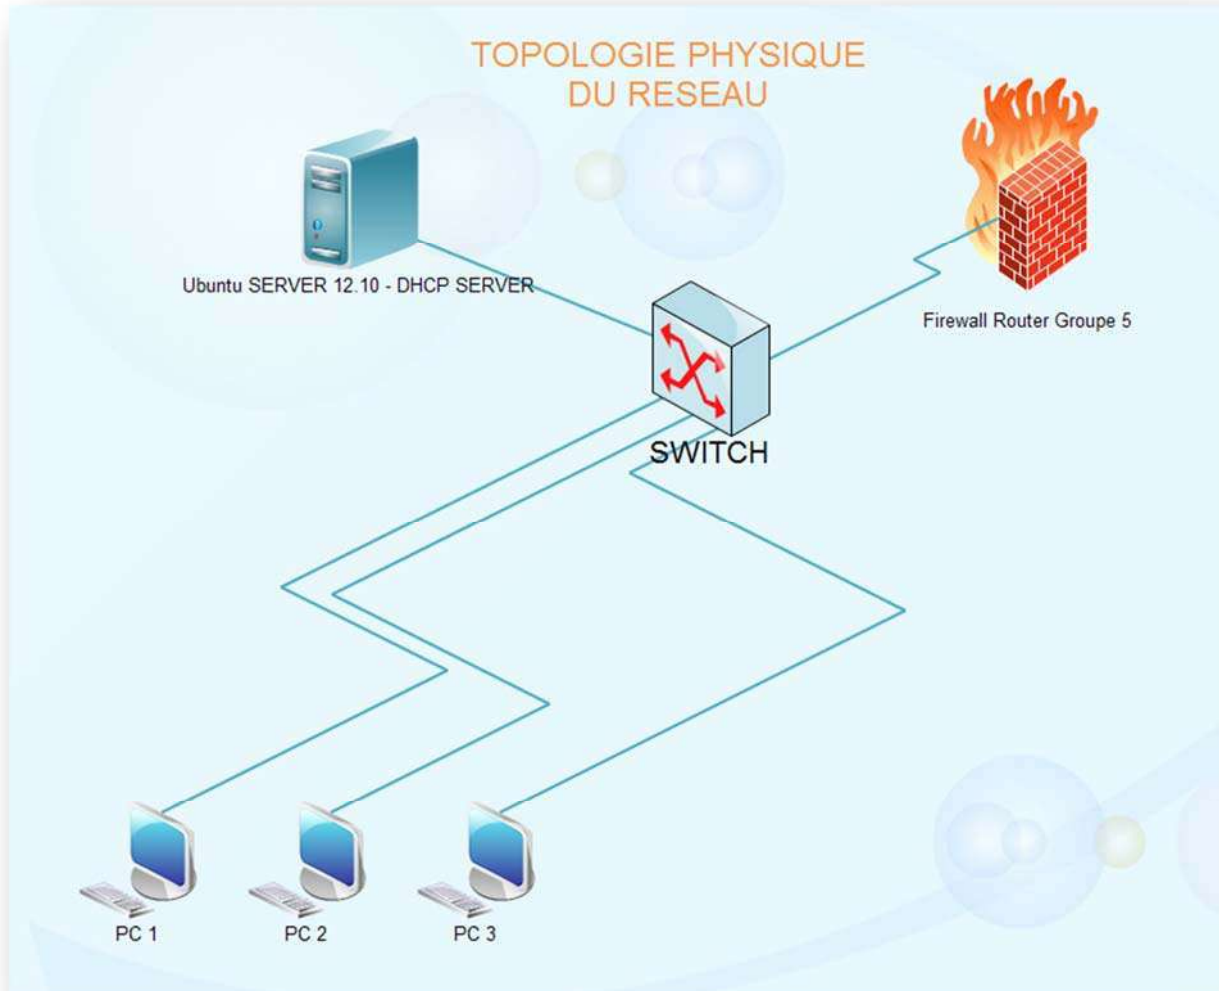 TOPOLOGIE PHYSIQUE
DU RESEAU
Ubuntu SERVER 12.10 - DHCP SERVER
Firewall Router Groupe 5
SWITCH
PC 1
PC 2
PC 3